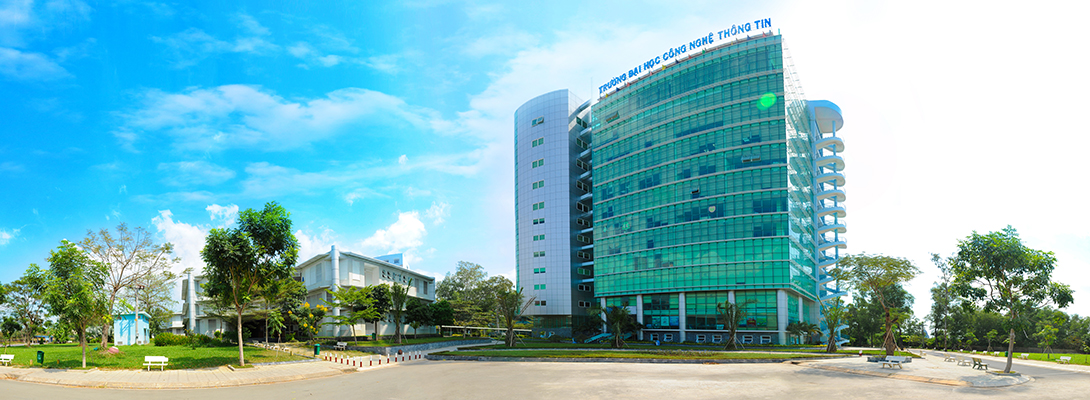 TRƯỜNG ĐẠI HỌC CÔNG NGHỆ THÔNG TIN